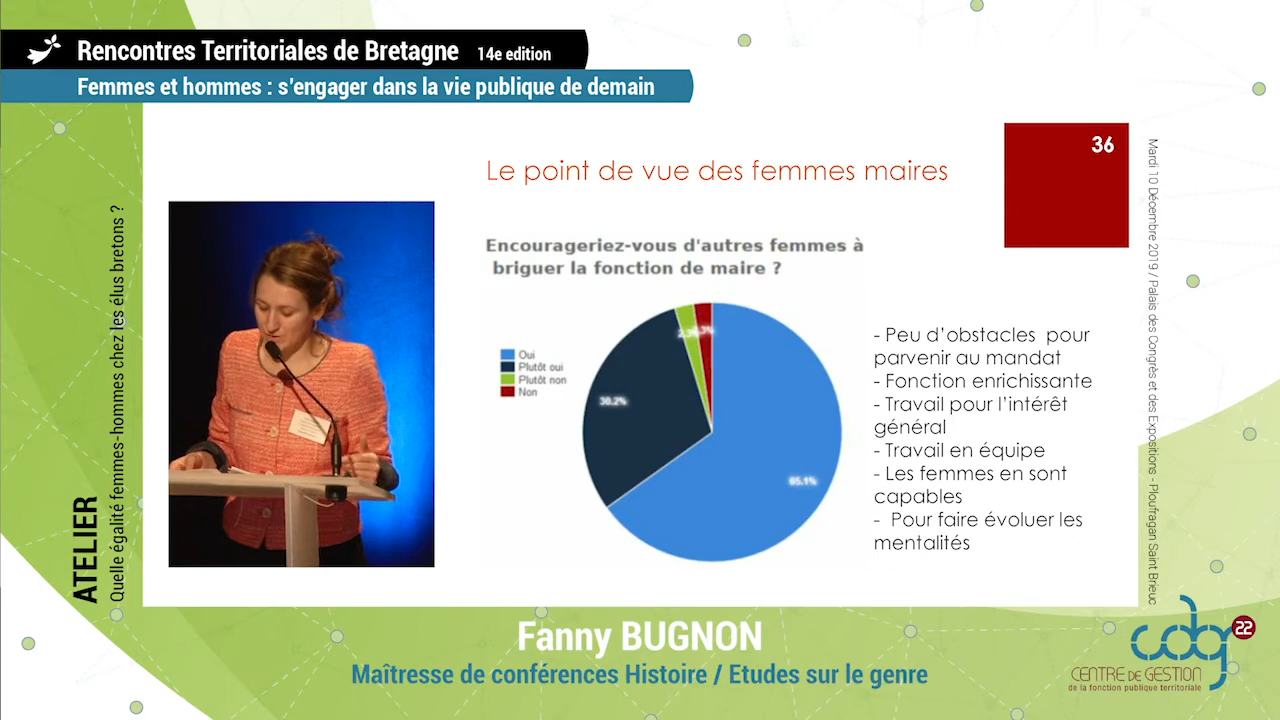 Rencontres Territoriales de Bretagne 14e edition
Femmes et hommes : s'engager dans la vie publique de demain
ATELIER
Quelle égalité femmes-hommes chez les élus bretons ?
36
Le point de vue des femmes maires
Encourageriez-vous d'autres femmes à
briguer la fonction de maire ?
Oui
Plutôt oui
Plutôt non
Non
30.2%
65.1%
- Peu d'obstacles pour
parvenir au mandat
- Fonction enrichissante
- Travail pour l'intérêt
général
- Travail en équipe
- Les femmes en sont
capables
- Pour faire évoluer les
mentalités
Mardi 10 Décembre 2019 / Palais des Congrès et des Expositions - Ploufragan Saint Brieuc
Fanny BUGNON
Maîtresse de conférences Histoire / Etudes sur le genre
cdg 22
CENTRE DE GESTION
de la fonction publique territoriale